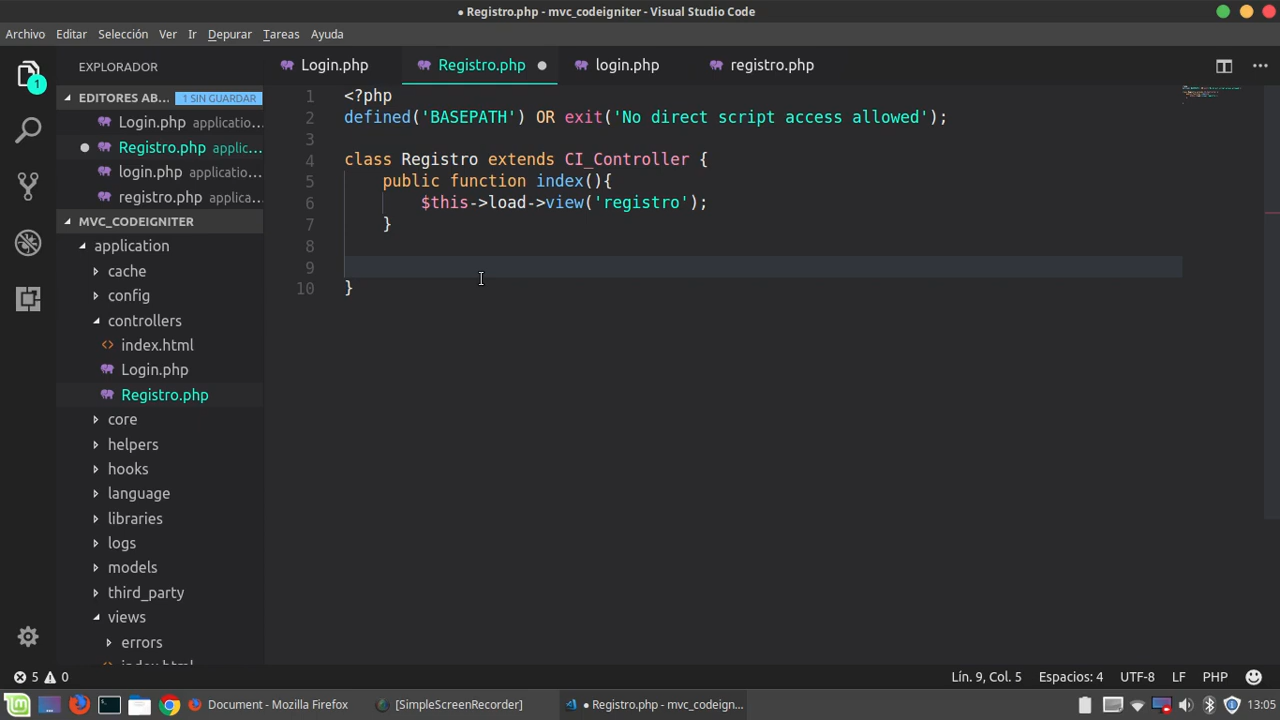 ● Registro.php - mvc_codeigniter - Visual Studio Code
Archivo Editar Selección Ver Ir Depurar Tareas Ayuda
EXPLORADOR
Login.php Registro.php ● login.php registro.php
EDITORES AB... 1 SIN GUARDAR
Login.php applicatio...
● Registro.php applic...
login.php applicatio...
registro.php applica...
MVC_CODEIGNITER
application
cache
config
controllers
index.html
Login.php
Registro.php
core
helpers
hooks
language
libraries
logs
models
third_party
views
errors
index.html
1
1 <?php
2 defined('BASEPATH') OR exit('No direct script access allowed');
3
4 class Registro extends CI_Controller {
5 public function index(){
6 $this->load->view('registro');
7 }
8
9
10 }
5 0 Lín. 9, Col. 5 Espacios: 4 UTF-8 LF PHP
Document - Mozilla Firefox [SimpleScreenRecorder] ● Registro.php - mvc_codeign... 13:05